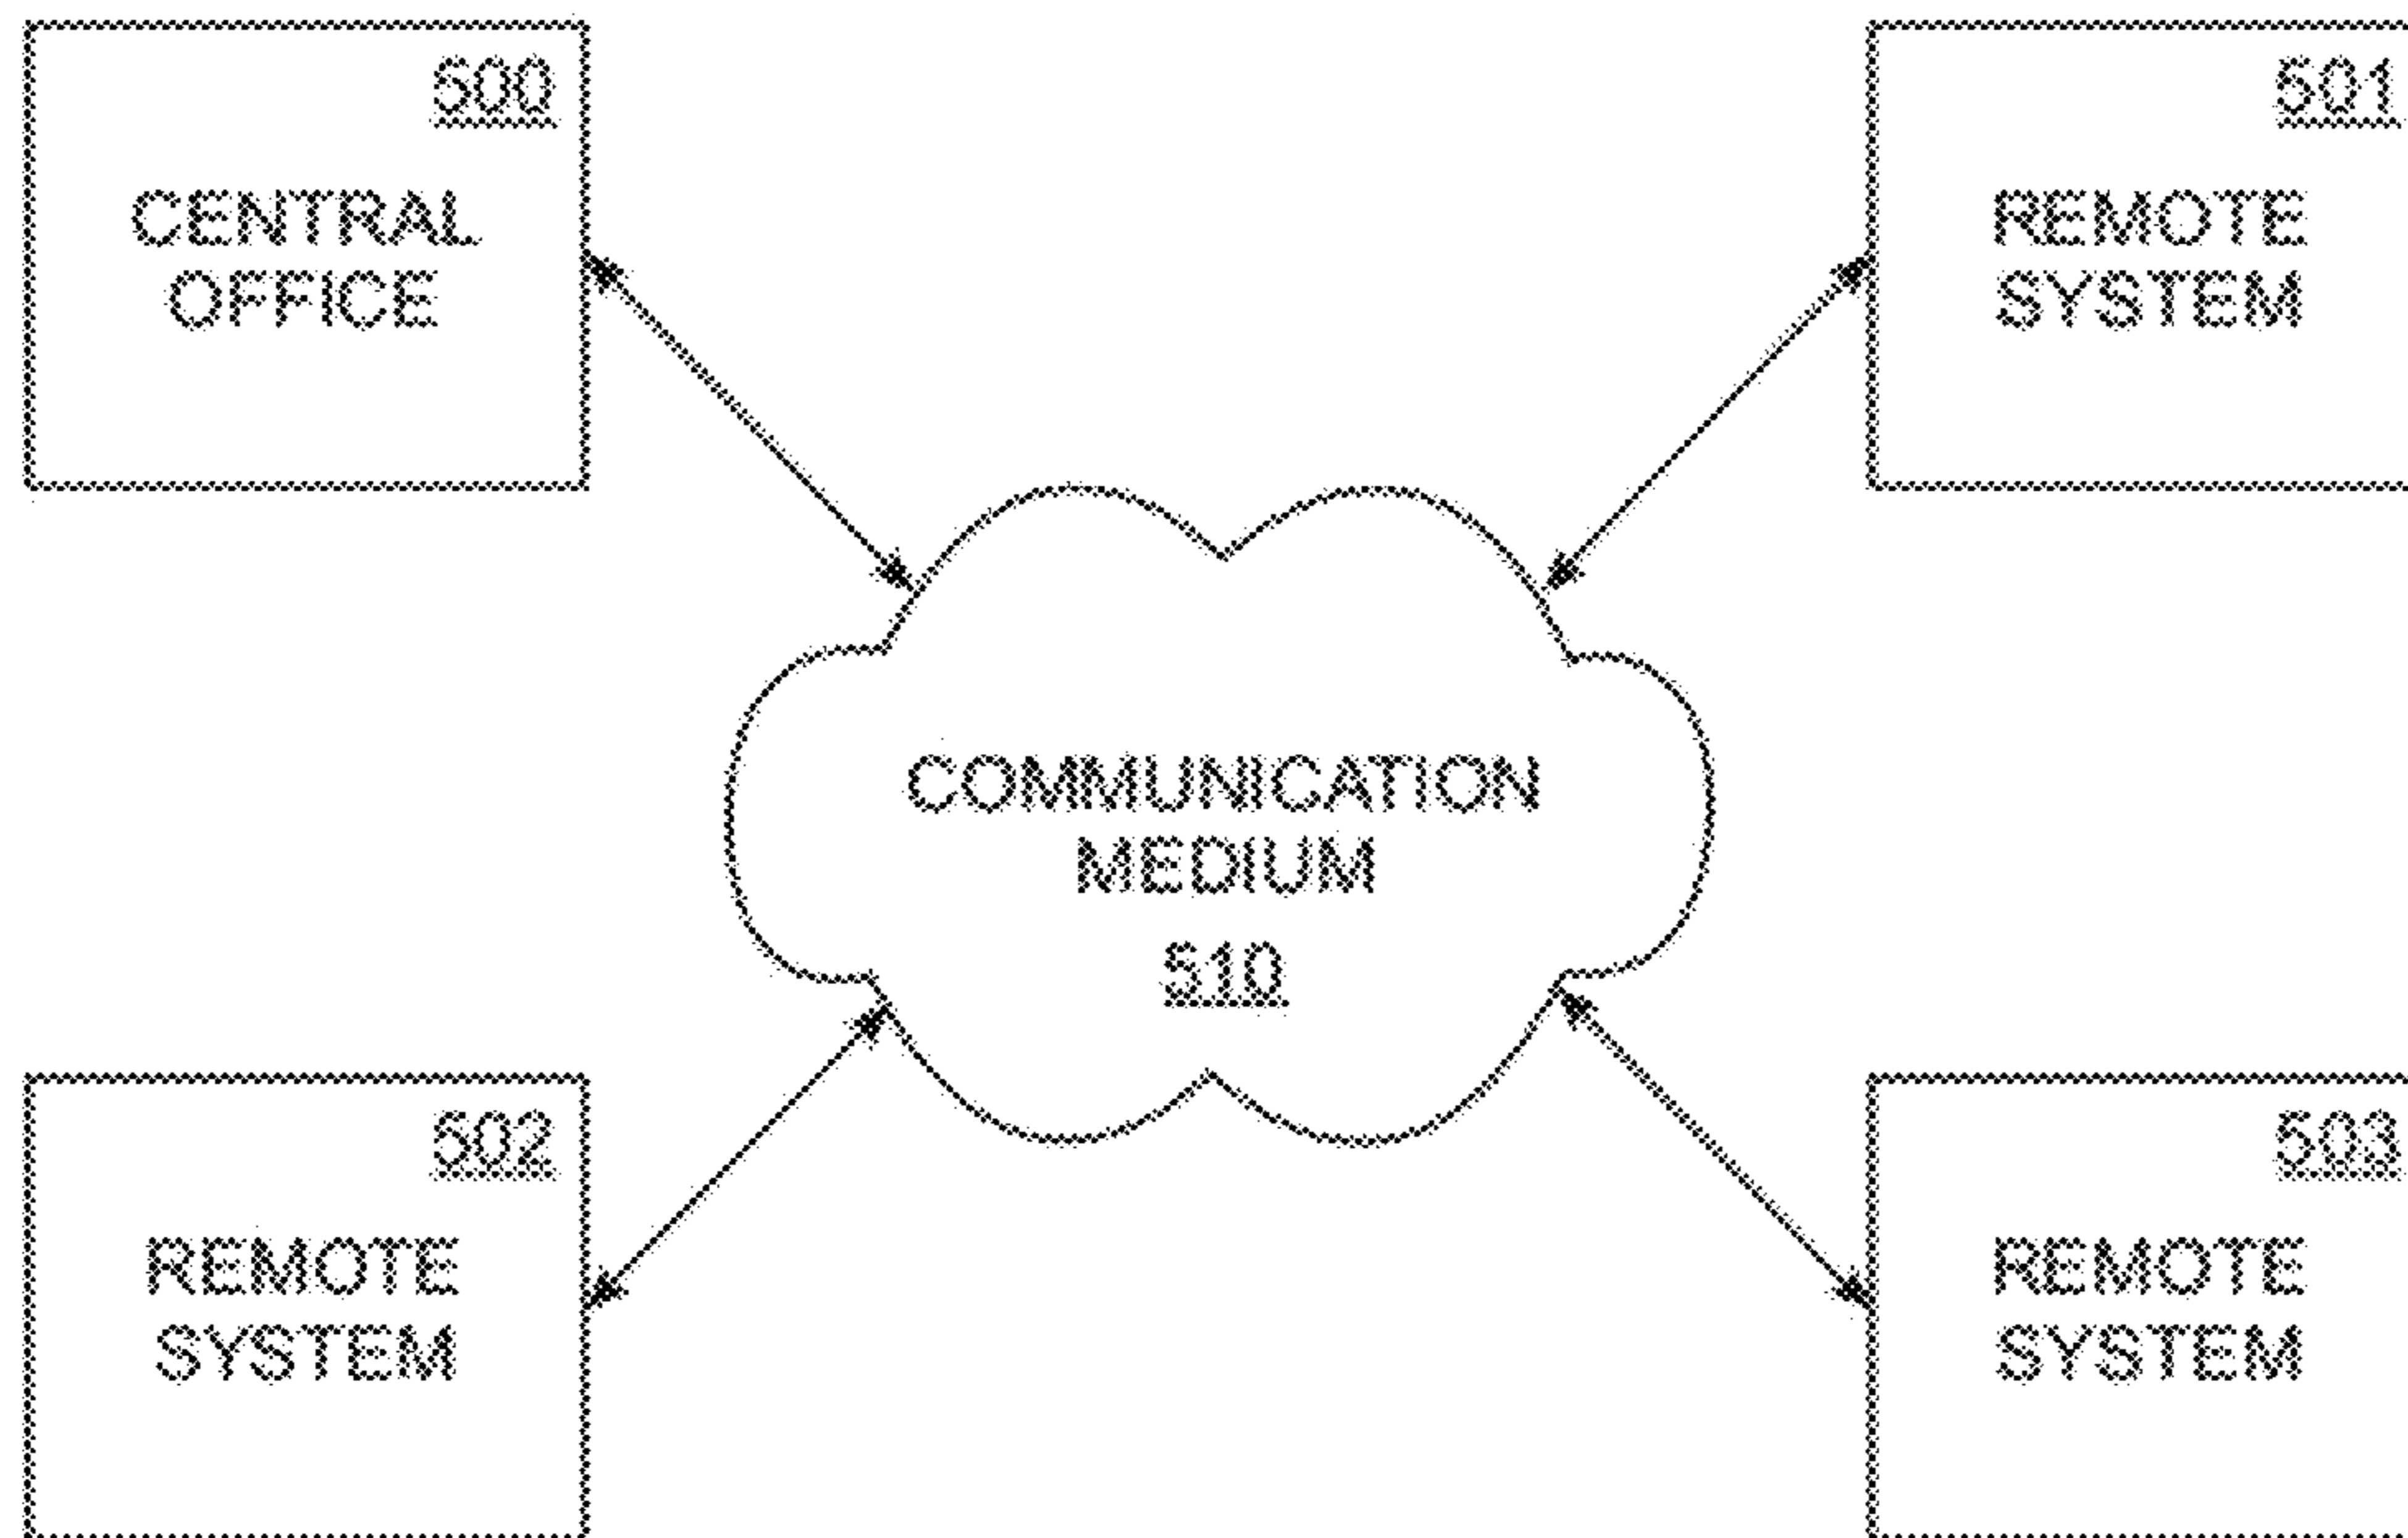 500
CENTRAL
OFFICE
501
REMOTE
SYSTEM
COMMUNICATION
MEDIUM
510
502
REMOTE
SYSTEM
503
REMOTE
SYSTEM